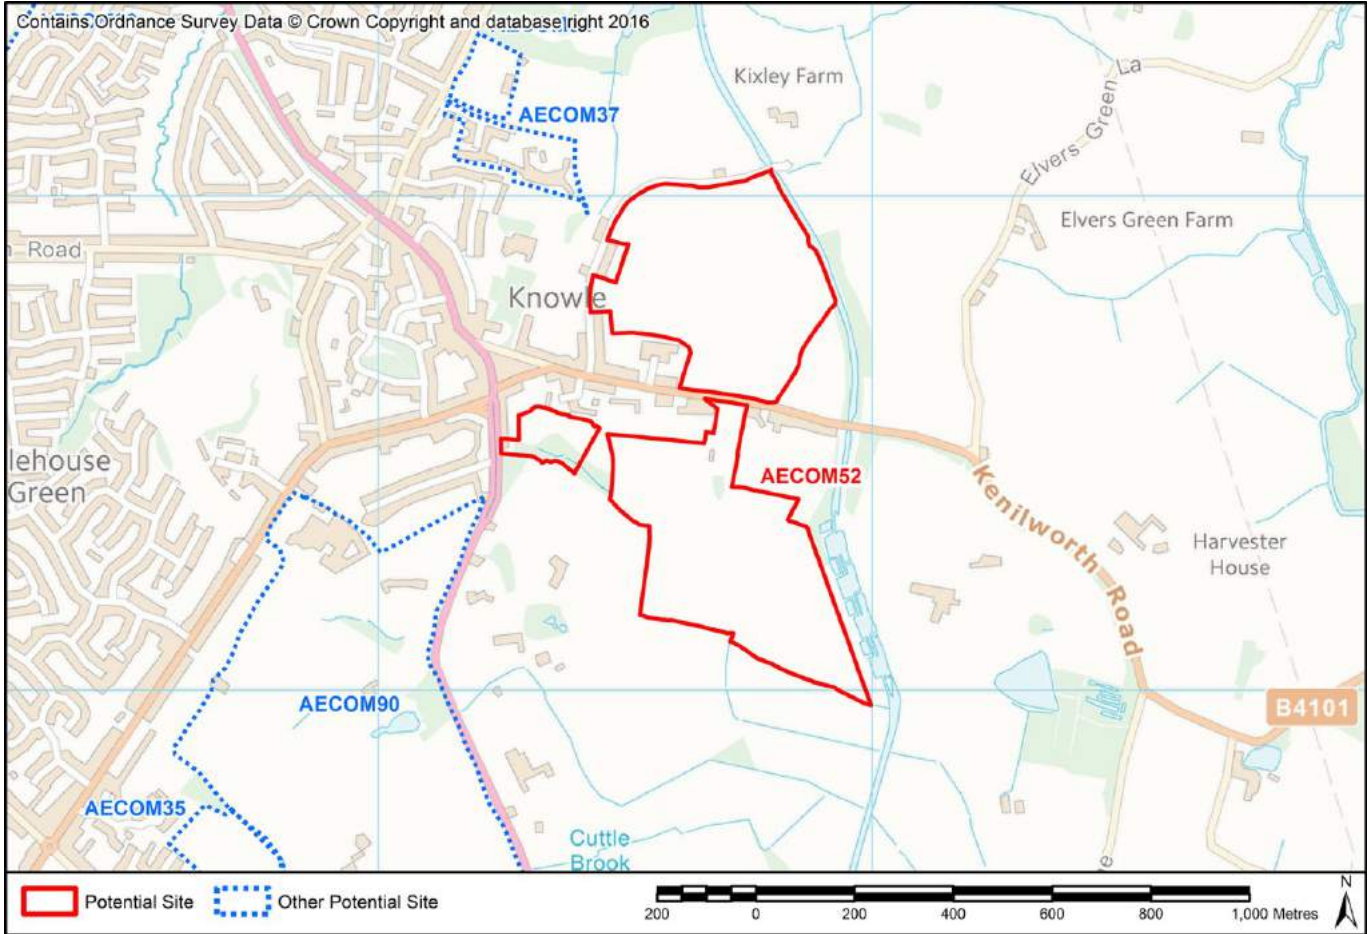 Contains Ordnance Survey Data © Crown Copyright and database right 2016
Kixley Farm
AECOM37
Elvers Green La
Elvers Green Farm
Road
Knowle
AECOM52
lehouse
Green
Kenilworth Road
Harvester
House
AECOM90
B4101
AECOM35
Cuttle
Brook
e
Potential Site
Other Potential Site
N
200 0 200 400 600 800 1,000 Metres